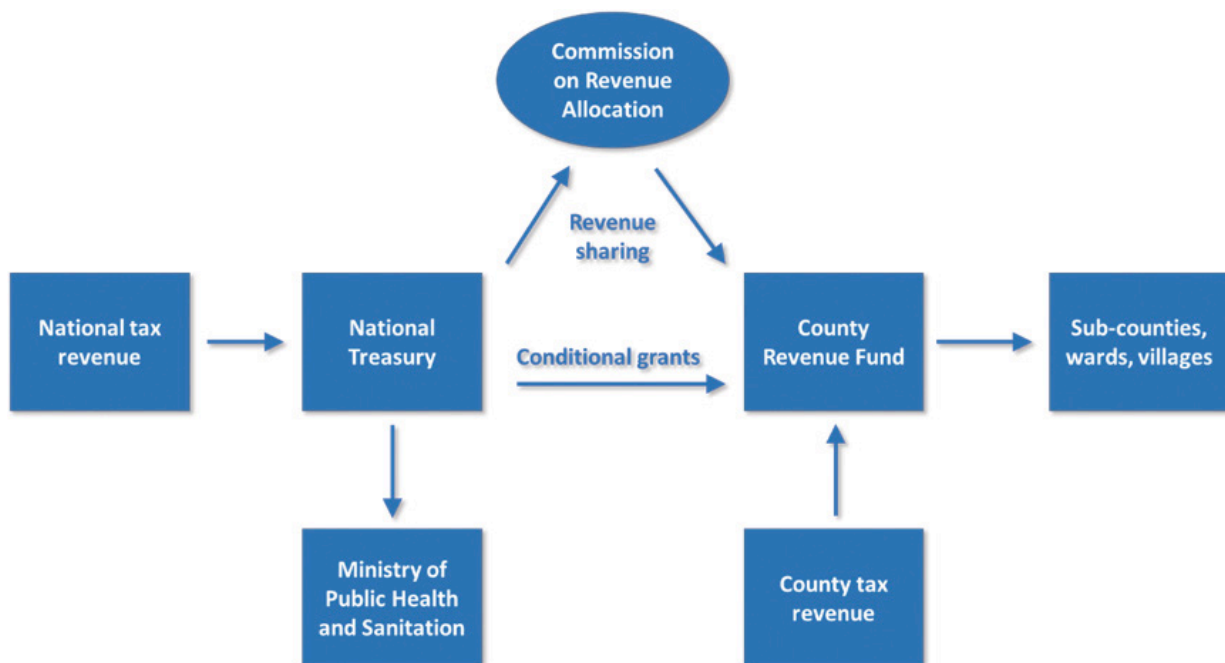 Commission
on Revenue
Allocation
Revenue
sharing
National tax
revenue
National
Treasury
Conditional grants
County
Revenue Fund
Sub-counties,
wards, villages
Ministry of
Public Health
and Sanitation
County tax
revenue